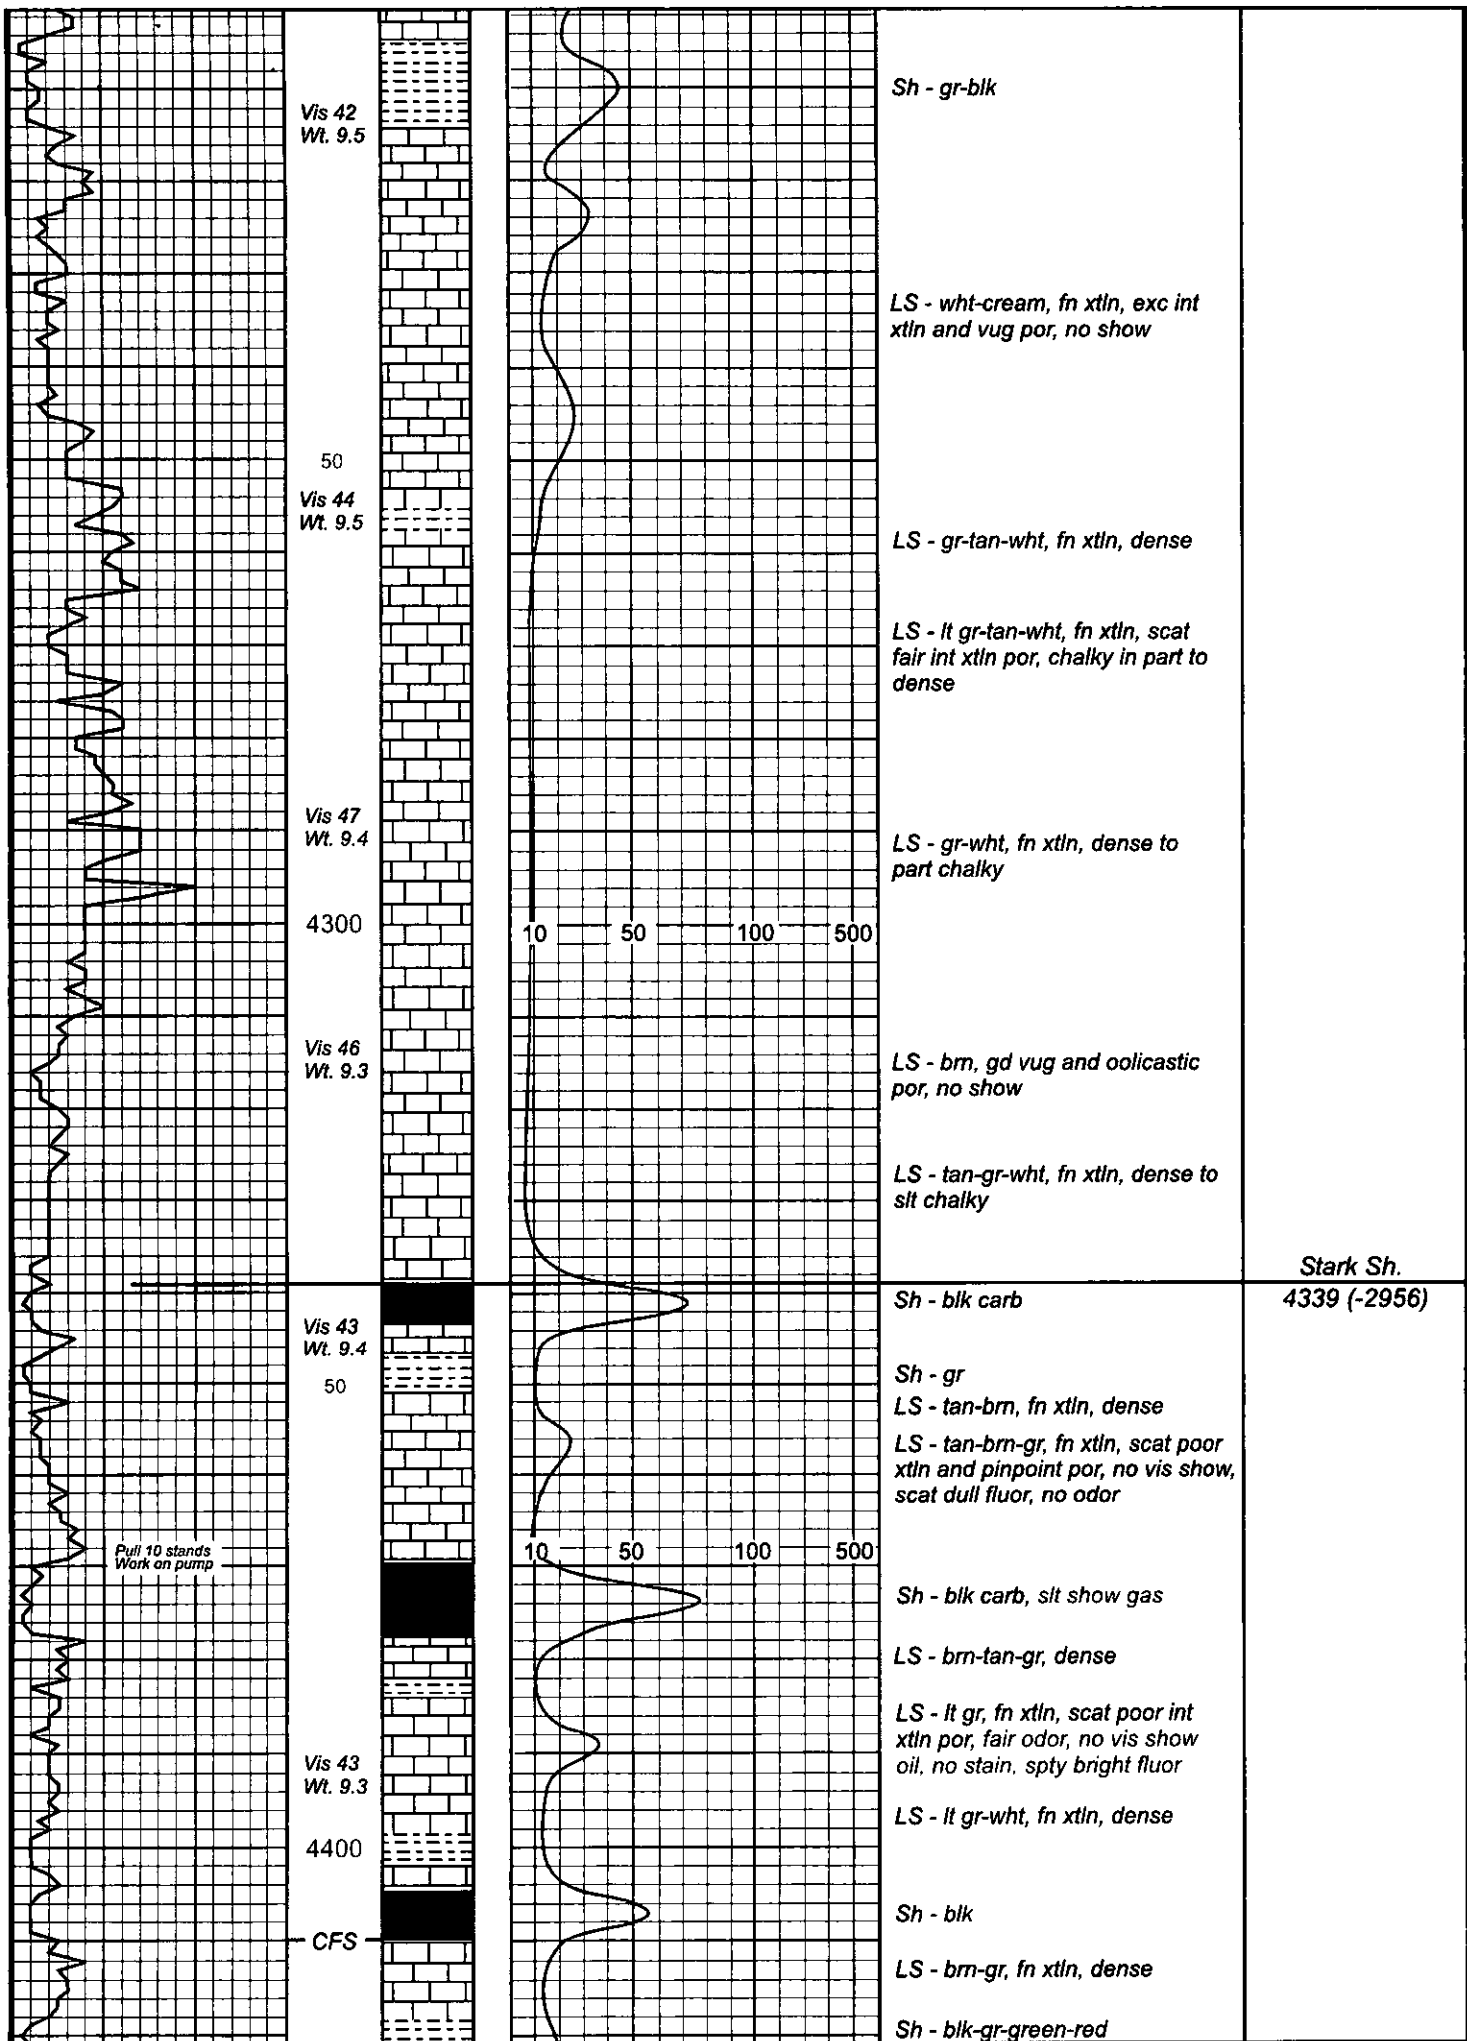 Sh - gr-blk
Vis 42
Wt. 9.5
LS - wht-cream, fn xtln, exc int
xtln and vug por, no show
50
Vis 44
Wt. 9.5
LS - gr-tan-wht, fn xtln, dense
LS - lt gr-tan-wht, fn xtln, scat
fair int xtln por, chalky in part to
dense
Vis 47
Wt. 9.4
LS - gr-wht, fn xtln, dense to
part chalky
4300
10 50 100 500
Vis 46
Wt. 9.3
LS - brn, gd vug and oolicastic
por, no show
LS - tan-gr-wht, fn xtln, dense to
slt chalky
Stark Sh.
4339 (-2956)
Sh - blk carb
Vis 43
Wt. 9.4
Sh - gr
50
LS - tan-brn, fn xtln, dense
LS - tan-brn-gr, fn xtln, scat poor
xtln and pinpoint por, no vis show,
scat dull fluor, no odor
Pull 10 stands
Work on pump
10 50 100 500
Sh - blk carb, slt show gas
LS - brn-tan-gr, dense
LS - lt gr, fn xtln, scat poor int
xtln por, fair odor, no vis show
oil, no stain, spty bright fluor
Vis 43
Wt. 9.3
LS - lt gr-wht, fn xtln, dense
4400
Sh - blk
CFS
LS - brn-gr, fn xtln, dense
Sh - blk-gr-green-red